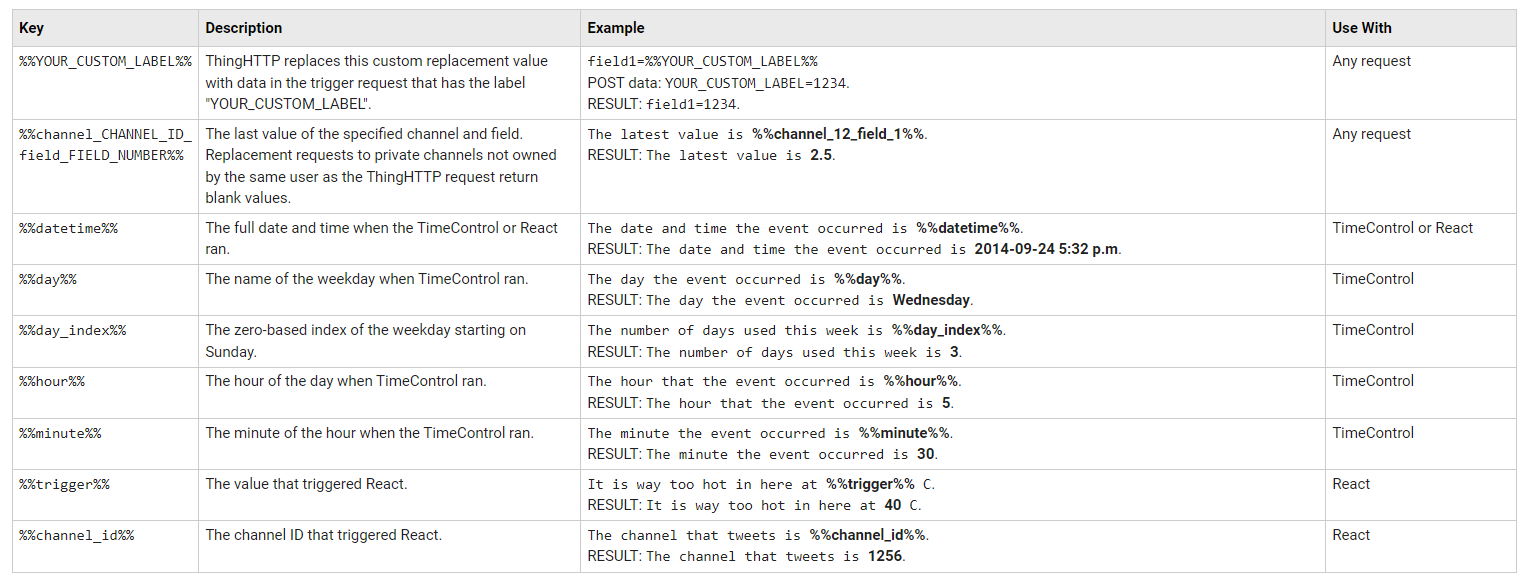 Key Description Example Use With
%%YOUR_CUSTOM_LABEL%% ThingHTTP replaces this custom replacement value field1=%%YOUR_CUSTOM_LABEL%% Any request
with data in the trigger request that has the label POST data: YOUR_CUSTOM_LABEL=1234.
"YOUR_CUSTOM_LABEL". RESULT: field1=1234.
%%channel_CHANNEL_ID_ The last value of the specified channel and field. The latest value is %%channel_12_field_1%%. Any request
field_FIELD_NUMBER%% Replacement requests to private channels not owned RESULT: The latest value is 2.5.
by the same user as the ThingHTTP request return
blank values.
%%datetime%% The full date and time when the TimeControl or React The date and time the event occurred is %%datetime%%. TimeControl or React
ran. RESULT: The date and time the event occurred is 2014-09-24 5:32 p.m.
%%day%% The name of the weekday when TimeControl ran. The day the event occurred is %%day%%. TimeControl
RESULT: The day the event occurred is Wednesday.
%%day_index%% The zero-based index of the weekday starting on The number of days used this week is %%day_index%%. TimeControl
Sunday. RESULT: The number of days used this week is 3.
%%hour%% The hour of the day when TimeControl ran. The hour that the event occurred is %%hour%%. TimeControl
RESULT: The hour that the event occurred is 5.
%%minute%% The minute of the hour when the TimeControl ran. The minute the event occurred is %%minute%%. TimeControl
RESULT: The minute the event occurred is 30.
%%trigger%% The value that triggered React. It is way too hot in here at %%trigger%% C. React
RESULT: It is way too hot in here at 40 C.
%%channel_id%% The channel ID that triggered React. The channel that tweets is %%channel_id%%. React
RESULT: The channel that tweets is 1256.